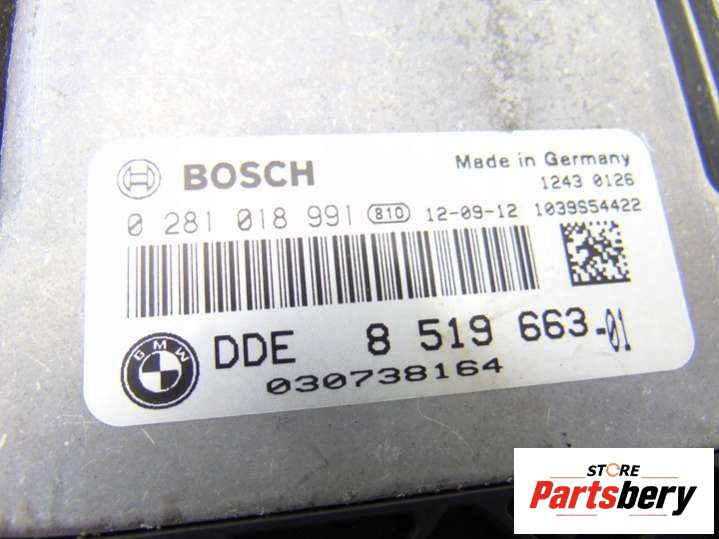 BOSCH
Made in Germany
1243 0126
0 281 018 991 810 12-09-12 1039S54422
BMW
DDE 8 519 663-01
030738164
STORE
Partsbery